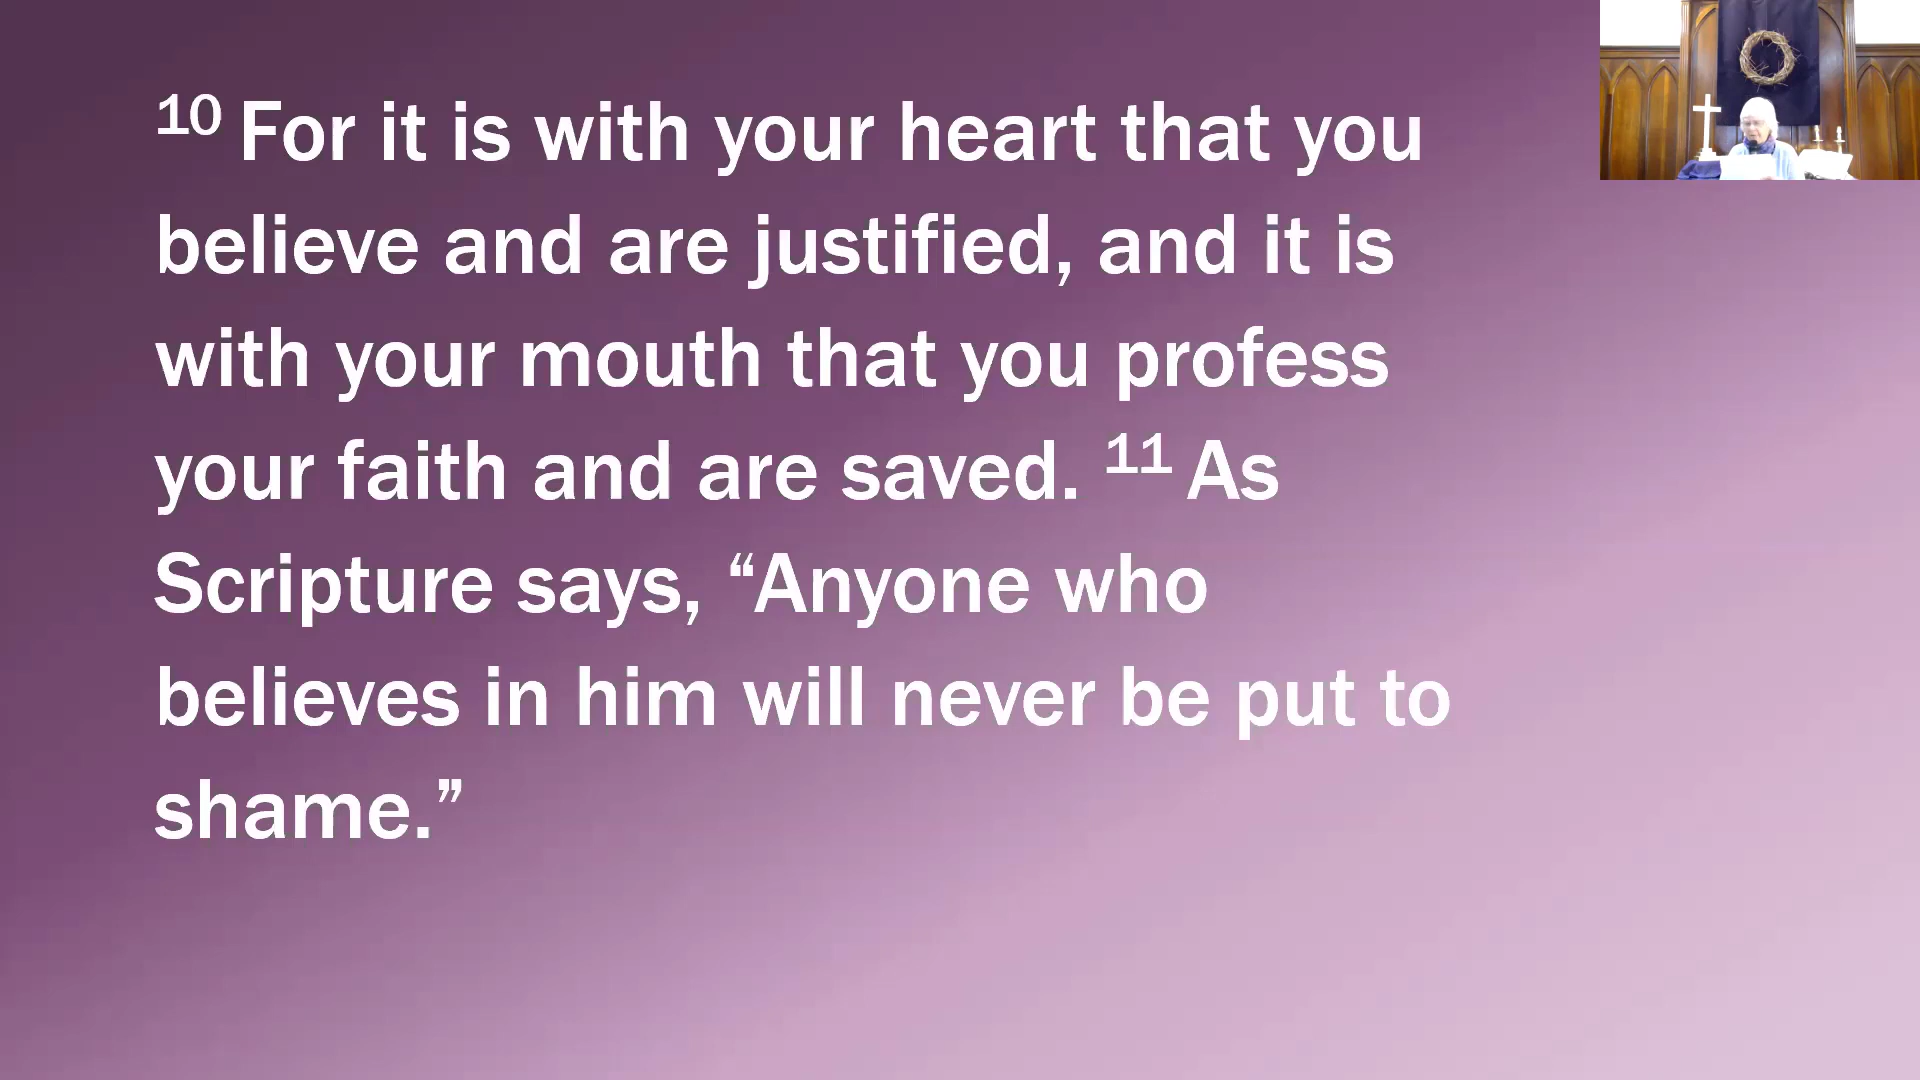 10 For it is with your heart that you
believe and are justified, and it is
with your mouth that you profess
your faith and are saved. 11 As
Scripture says, “Anyone who
believes in him will never be put to
shame.”